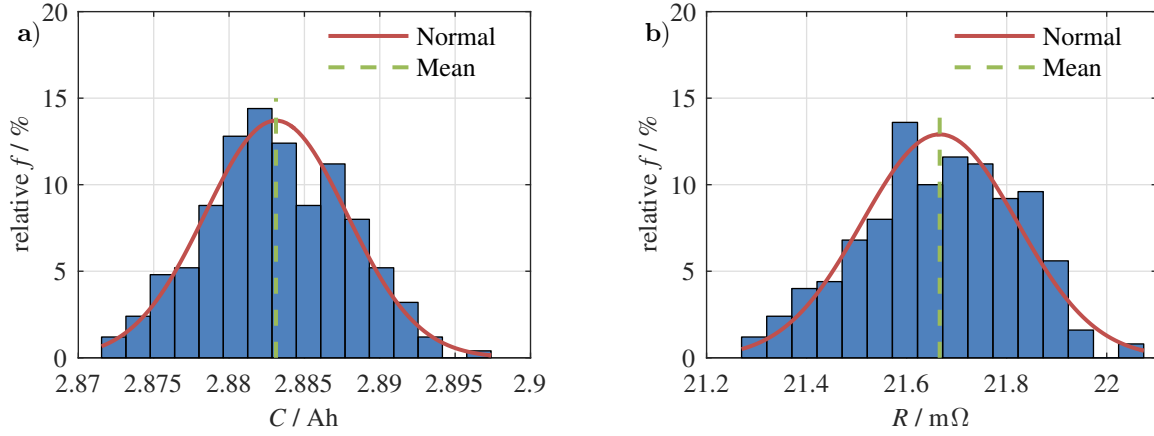 a)
Normal
Mean
relative f / %
20
15
10
5
0
2.87 2.875 2.88 2.885 2.89 2.895 2.9
C / Ah
b)
Normal
Mean
relative f / %
20
15
10
5
0
21.2 21.4 21.6 21.8 22
R / mΩ